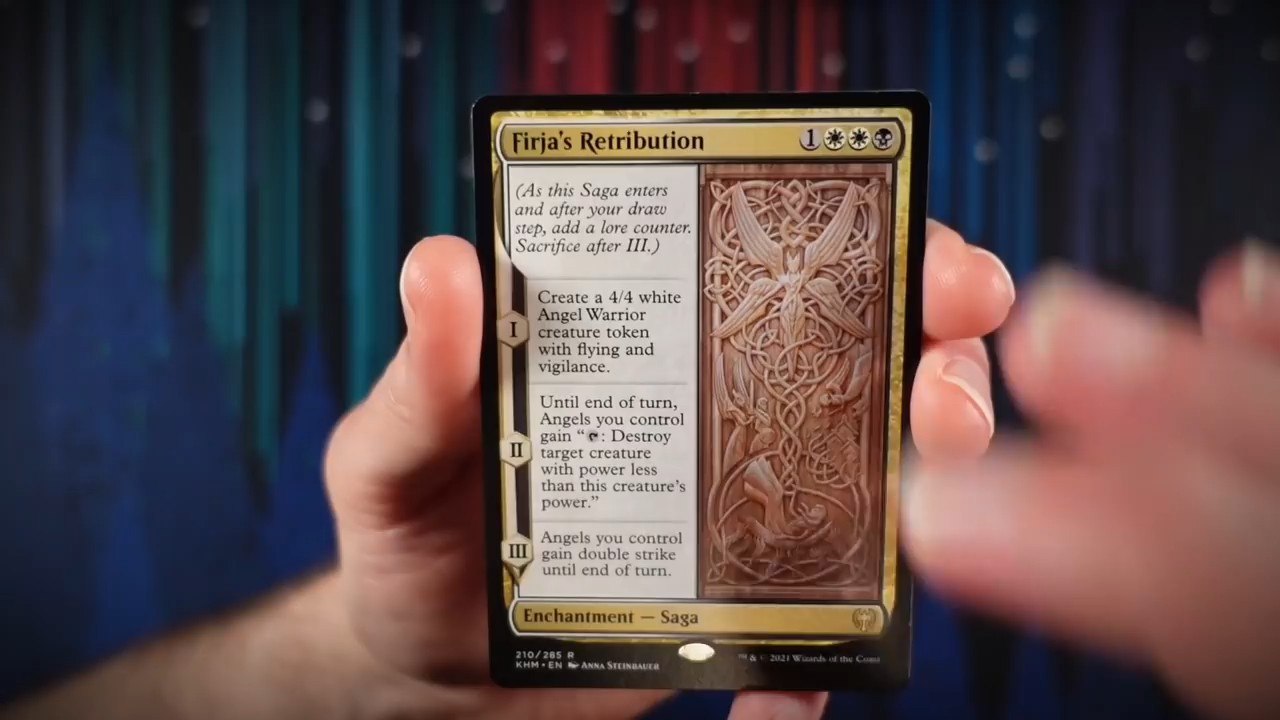 Firja's Retribution 1
(As this Saga enters
and after your draw
step, add a lore counter.
Sacrifice after III.)
I
Create a 4/4 white
Angel Warrior
creature token
with flying and
vigilance.
II
Until end of turn,
Angels you control
gain “: Destroy
target creature
with power less
than this creature's
power.”
III
Angels you control
gain double strike
until end of turn.
Enchantment — Saga
210/285 R
KHM • EN Anna Steinbauer
™ & © 2021 Wizards of the Coast